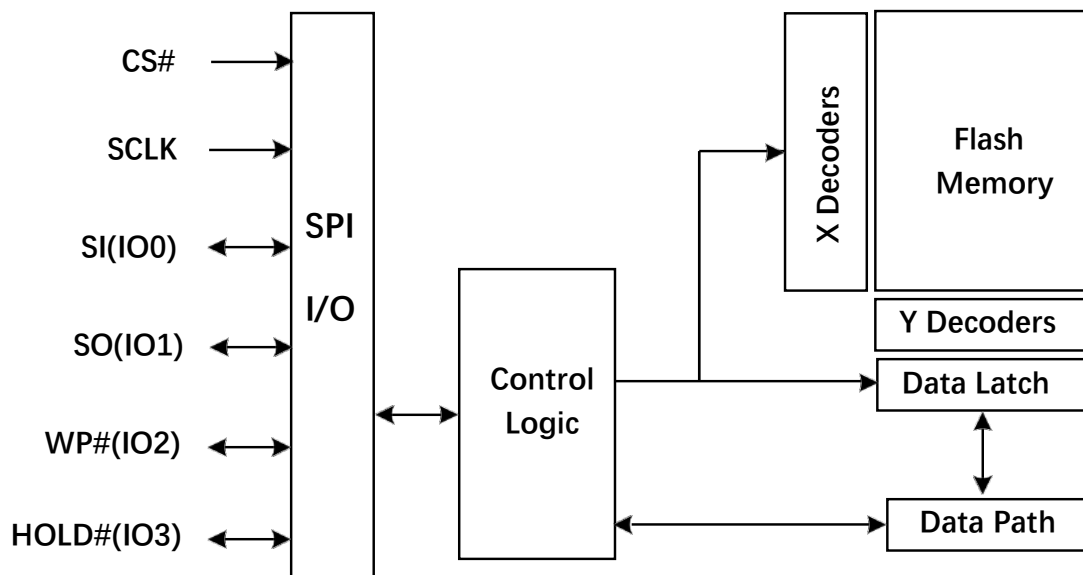 CS#
SCLK
SI(IO0)
SO(IO1)
WP#(IO2)
HOLD#(IO3)
SPI
I/O
Control
Logic
X Decoders
Flash
Memory
Y Decoders
Data Latch
Data Path